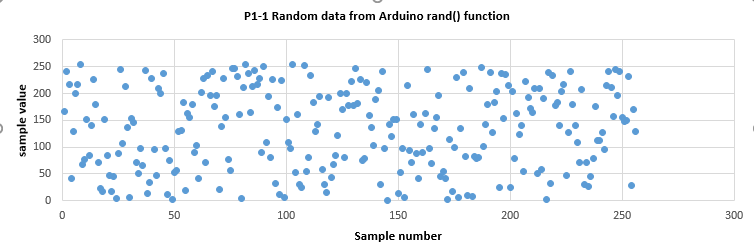 P1-1 Random data from Arduino rand() function
300
250
200
150
100
50
0
sample value
0 50 100 150 200 250 300
Sample number